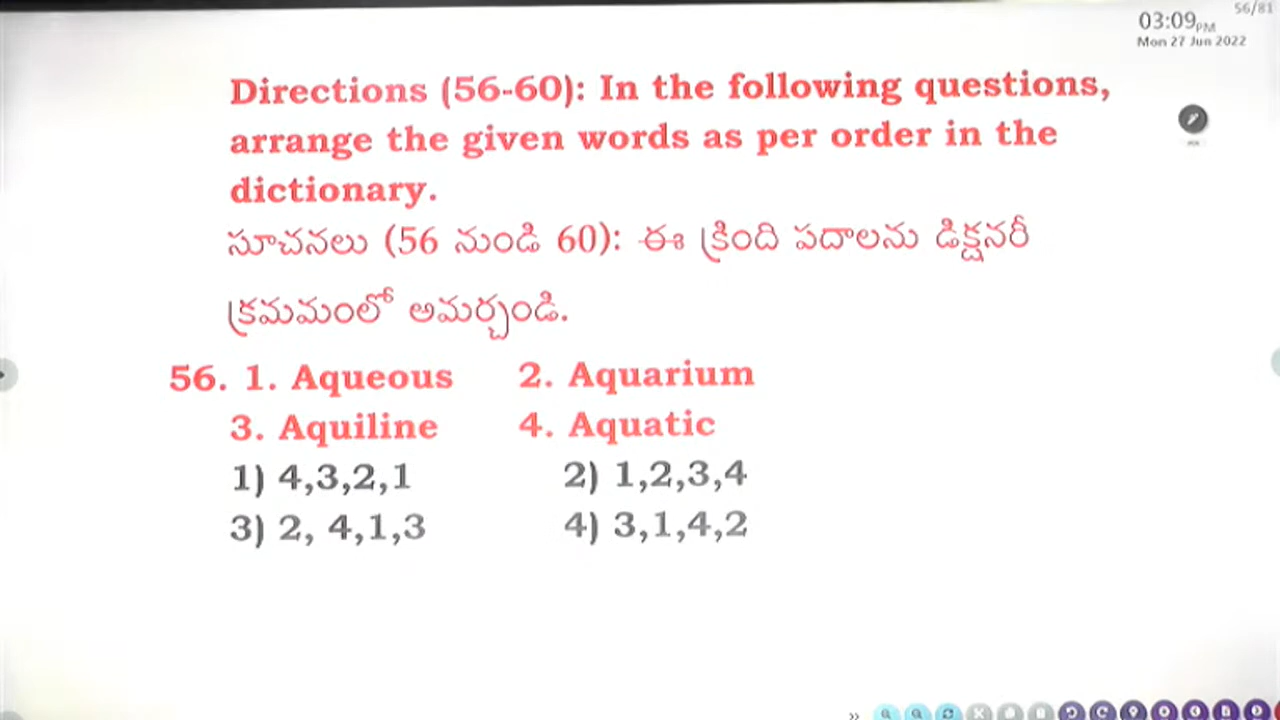 56/81
03:09PM
Mon 27 Jun 2022
Directions (56-60): In the following questions,
arrange the given words as per order in the
dictionary.
సూచనలు (56 నుండి 60): ఈ క్రింది పదాలను డిక్షనరీ
క్రమమంలో అమర్చండి.
56. 1. Aqueous 2. Aquarium
3. Aquiline 4. Aquatic
1) 4,3,2,1 2) 1,2,3,4
3) 2, 4,1,3 4) 3,1,4,2